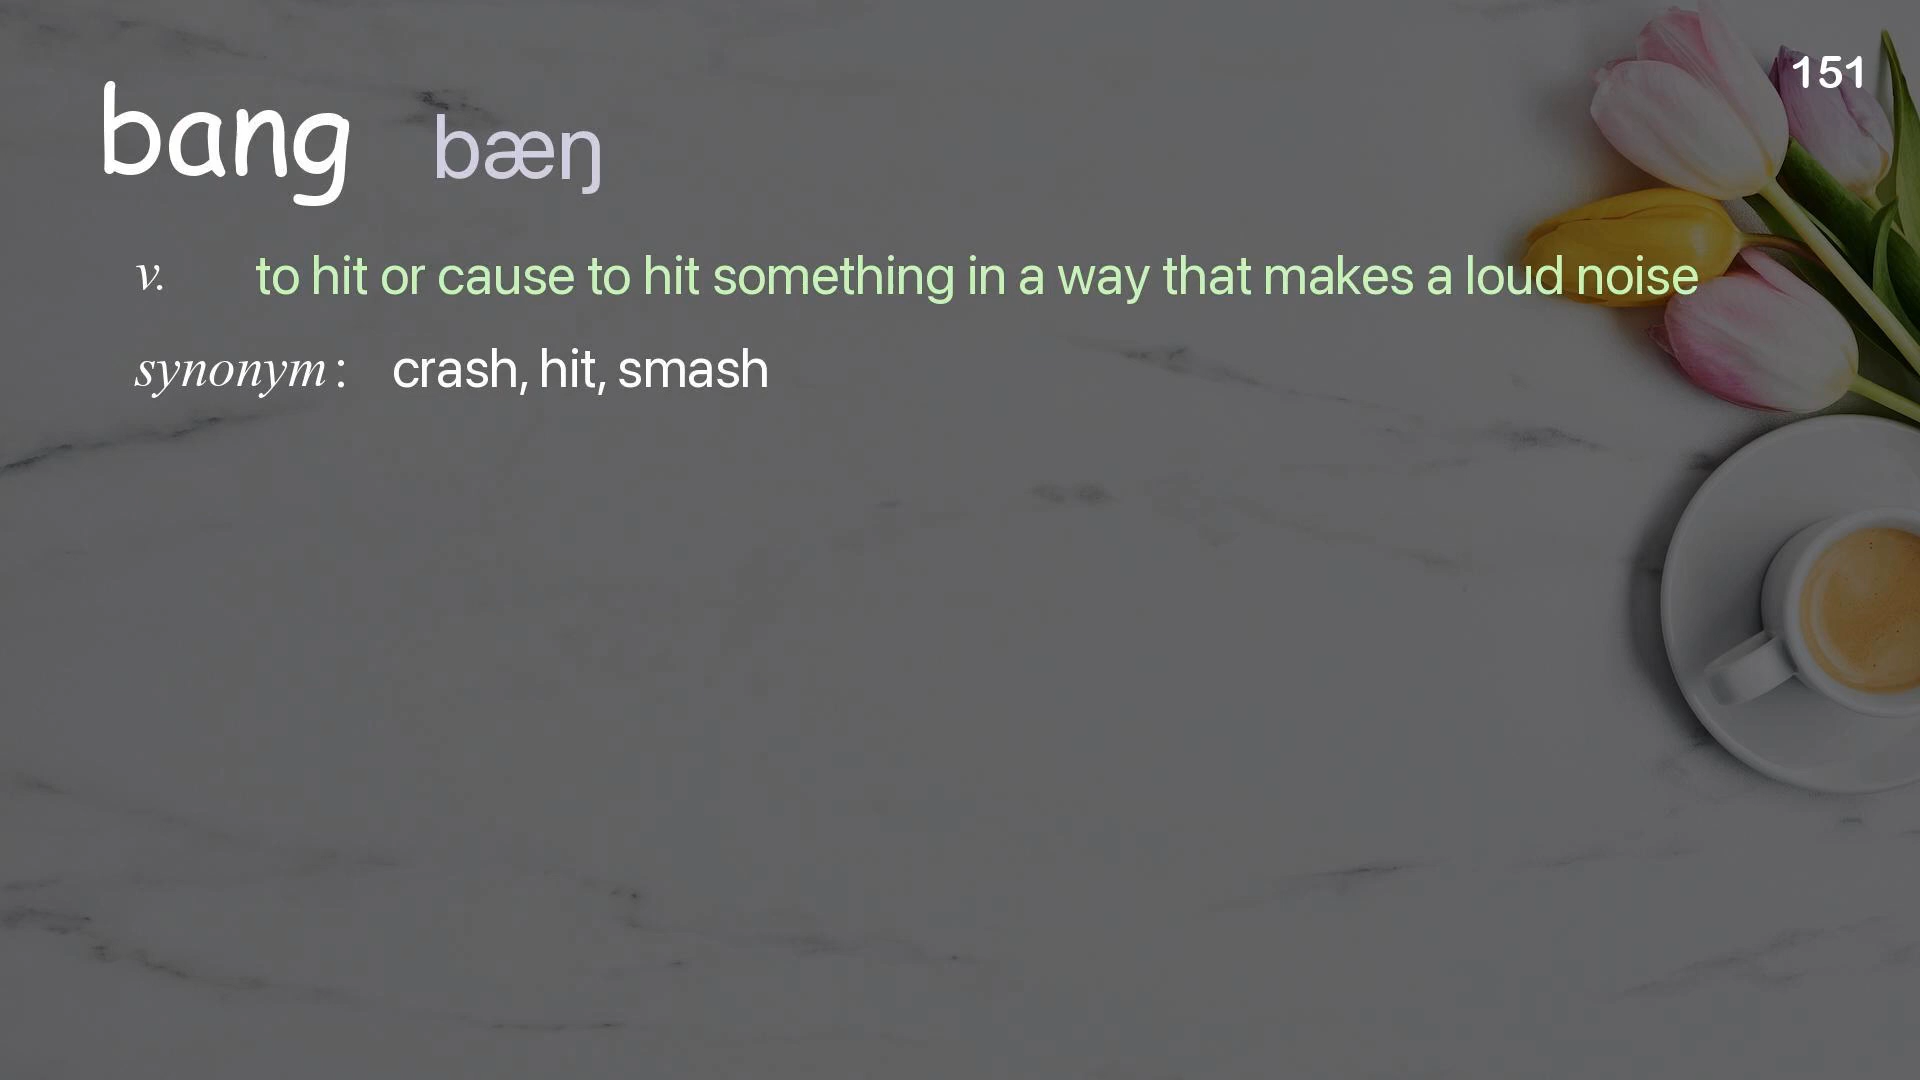 151
bang bæŋ
v. to hit or cause to hit something in a way that makes a loud noise
synonym : crash, hit, smash